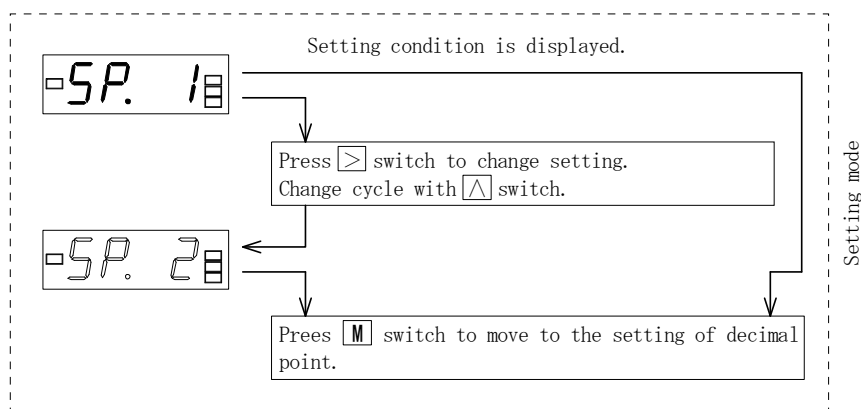 Setting condition is displayed.
-SP. 1
Press > switch to change setting.
Change cycle with ∧ switch.
-SP. 2
Prees M switch to move to the setting of decimal
point.
Setting mode